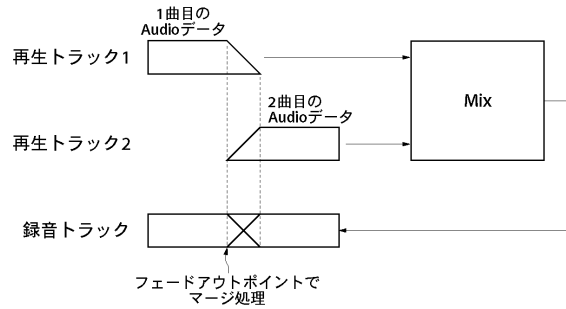 1曲目の
Audioデータ
再生トラック1
2曲目の
Audioデータ
Mix
再生トラック2
録音トラック
フェードアウトポイントで
マージ処理